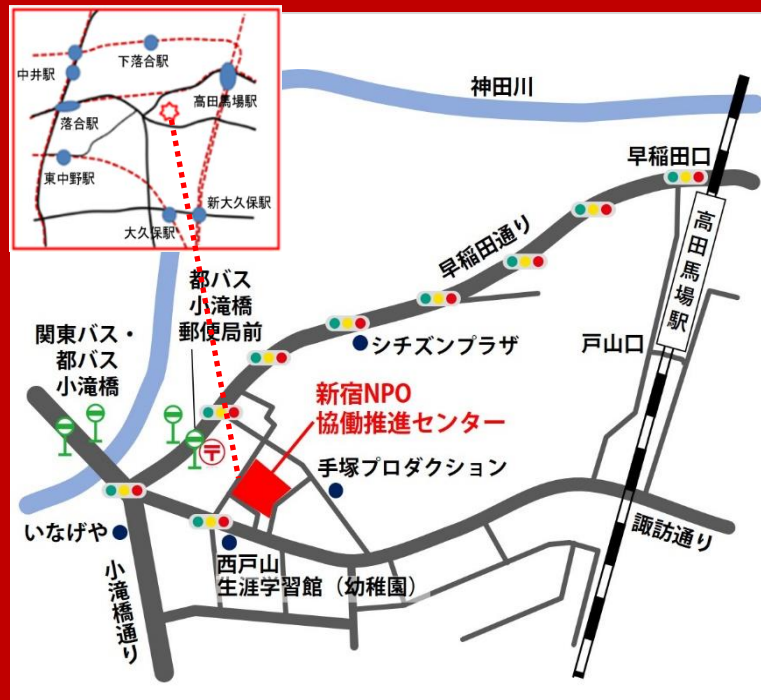 中井駅
下落合駅
高田馬場駅
落合駅
東中野駅
新大久保駅
大久保駅
神田川
早稲田口
早稲田通り
高田馬場駅
戸山口
都バス
小滝橋
郵便局前
関東バス・
都バス
小滝橋
シチズンプラザ
新宿NPO
協働推進センター
手塚プロダクション
いなげや
西戸山
生涯学習館（幼稚園）
諏訪通り
小滝橋通り